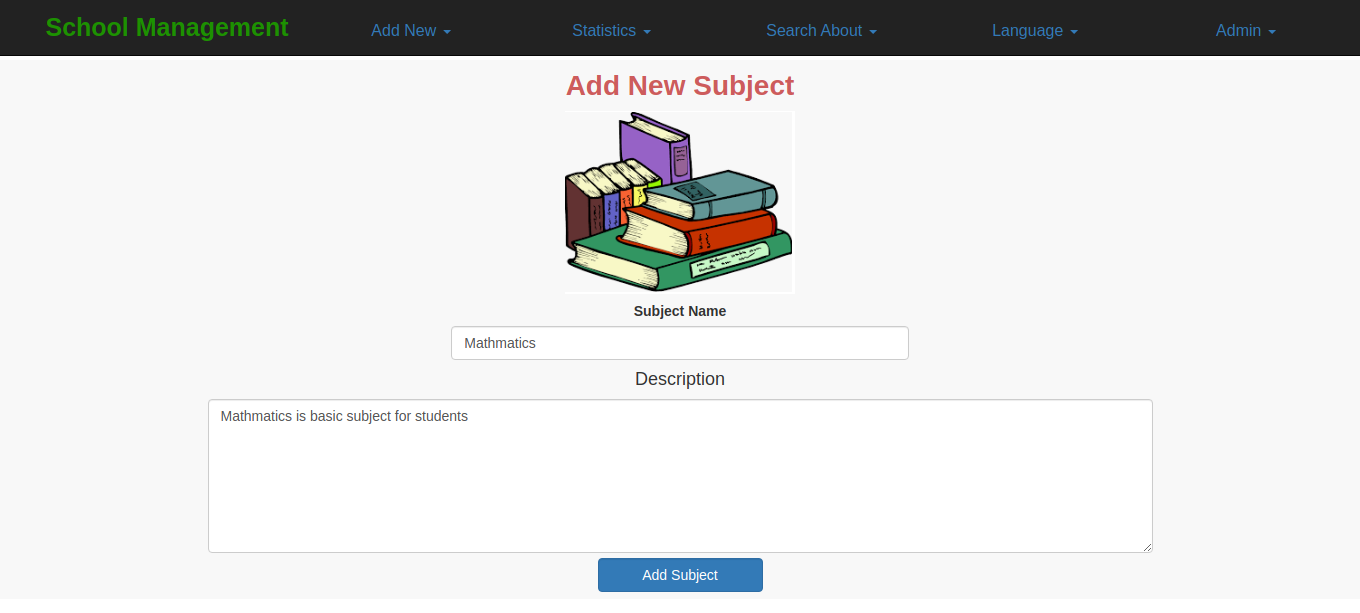 School Management Add New Statistics Search About Language Admin
Add New Subject
Subject Name
Mathmatics
Description
Mathmatics is basic subject for students
Add Subject